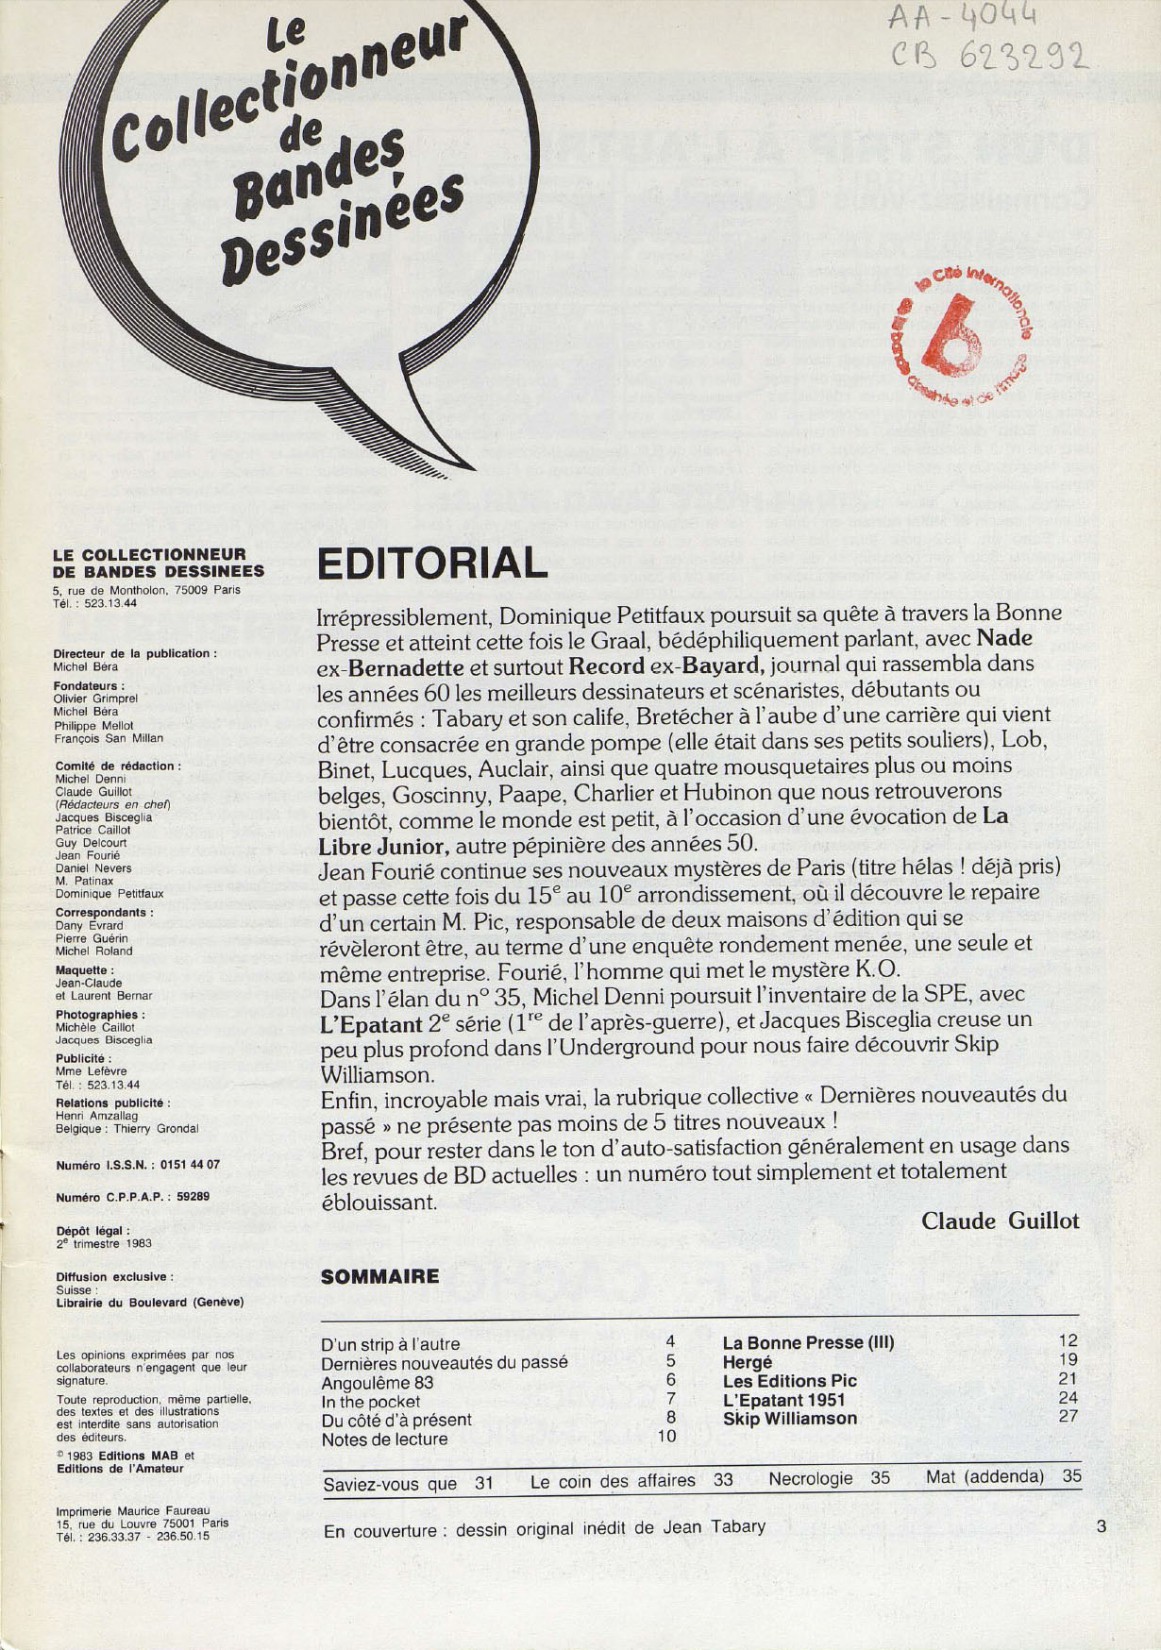 AA-4044
CB 623292
Le
Collectionneur
de
Bandes
Dessinées
la Cité internationale
de la bande dessinée et de l'image
6
LE COLLECTIONNEUR
DE BANDES DESSINEES
5, rue de Montholon, 75009 Paris
Tél. : 523.13.44
Directeur de la publication :
Michel Béra
Fondateurs :
Olivier Grimprel
Michel Béra
Philippe Mellot
François San Millan
Comité de rédaction :
Michel Denni
Claude Guillot
(Rédacteurs en chef)
Jacques Bisceglia
Patrice Caillot
Guy Delcourt
Jean Fourié
Daniel Nevers
M. Patinax
Dominique Petitfaux
Correspondants :
Dany Evrard
Pierre Guérin
Michel Roland
Maquette :
Jean-Claude
et Laurent Bernar
Photographies :
Michèle Caillot
Jacques Bisceglia
Publicité :
Mme Lefèvre
Tél. : 523.13.44
Relations publicité :
Henri Amzallag
Belgique : Thierry Grondal
Numéro I.S.S.N. : 0151 44 07
Numéro C.P.P.A.P. : 59289
Dépôt légal :
2e trimestre 1983
Diffusion exclusive :
Suisse :
Librairie du Boulevard (Genève)
Les opinions exprimées par nos
collaborateurs n'engagent que leur
signature.
Toute reproduction, même partielle,
des textes et des illustrations
est interdite sans autorisation
des éditeurs.
© 1983 Editions MAB et
Editions de l'Amateur
Imprimerie Maurice Faureau
15, rue du Louvre 75001 Paris
Tél. : 236.33.37 - 236.50.15
EDITORIAL
Irrépressiblement, Dominique Petitfaux poursuit sa quête à travers la Bonne
Presse et atteint cette fois le Graal, bédéphiliquement parlant, avec Nade
ex-Bernadette et surtout Record ex-Bayard, journal qui rassembla dans
les années 60 les meilleurs dessinateurs et scénaristes, débutants ou
confirmés : Tabary et son calife, Bretécher à l'aube d'une carrière qui vient
d'être consacrée en grande pompe (elle était dans ses petits souliers), Lob,
Binet, Lucques, Auclair, ainsi que quatre mousquetaires plus ou moins
belges, Goscinny, Paape, Charlier et Hubinon que nous retrouverons
bientôt, comme le monde est petit, à l'occasion d'une évocation de La
Libre Junior, autre pépinière des années 50.
Jean Fourié continue ses nouveaux mystères de Paris (titre hélas ! déjà pris)
et passe cette fois du 15e au 10e arrondissement, où il découvre le repaire
d'un certain M. Pic, responsable de deux maisons d'édition qui se
révèleront être, au terme d'une enquête rondement menée, une seule et
même entreprise. Fourié, l'homme qui met le mystère K.O.
Dans l'élan du n° 35, Michel Denni poursuit l'inventaire de la SPE, avec
L'Epatant 2e série (1re de l'après-guerre), et Jacques Bisceglia creuse un
peu plus profond dans l'Underground pour nous faire découvrir Skip
Williamson.
Enfin, incroyable mais vrai, la rubrique collective « Dernières nouveautés du
passé » ne présente pas moins de 5 titres nouveaux !
Bref, pour rester dans le ton d'auto-satisfaction généralement en usage dans
les revues de BD actuelles : un numéro tout simplement et totalement
éblouissant.
Claude Guillot
SOMMAIRE
D'un strip à l'autre 4
Dernières nouveautés du passé 5
Angoulême 83 6
In the pocket 7
Du côté d'à présent 8
Notes de lecture 10
La Bonne Presse (III) 12
Hergé 19
Les Editions Pic 21
L'Epatant 1951 24
Skip Williamson 27
Saviez-vous que 31 Le coin des affaires 33 Necrologie 35 Mat (addenda) 35
En couverture : dessin original inédit de Jean Tabary
3